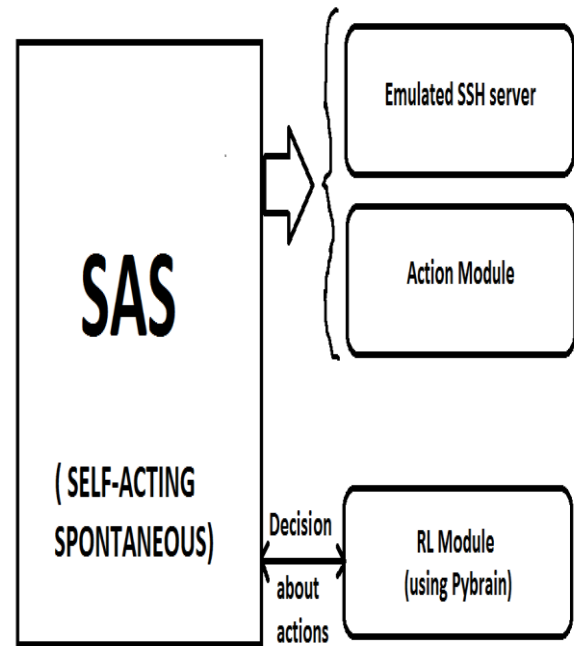 SAS
( SELF-ACTING
SPONTANEOUS)
Emulated SSH server
Action Module
Decision
about
actions
RL Module
(using Pybrain)